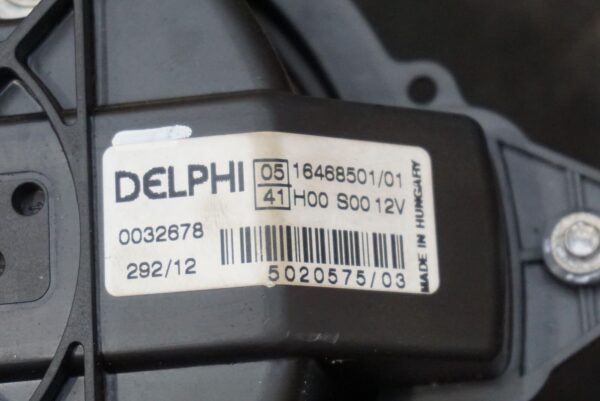 DELPHI
05 16468501/01
41 H00 S00 12V
0032678
292/12
5020575/03
MADE IN HUNGARY